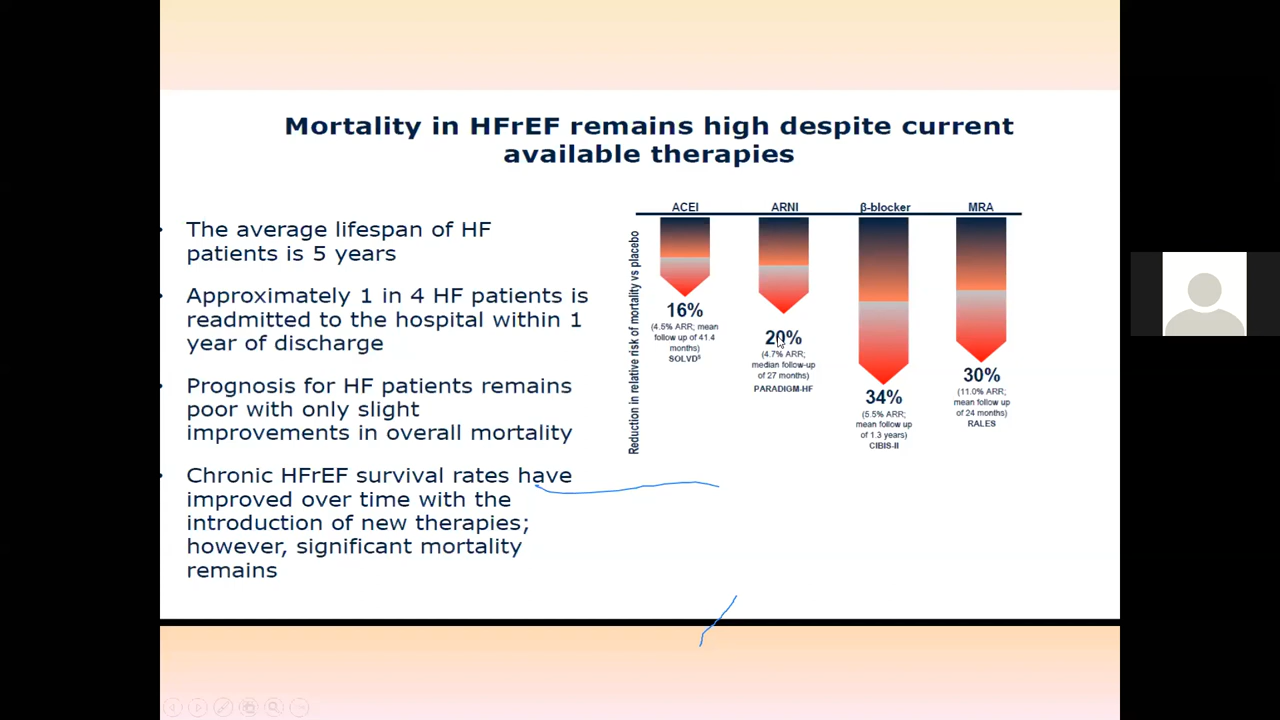 Mortality in HFrEF remains high despite current
available therapies
• The average lifespan of HF
patients is 5 years
• Approximately 1 in 4 HF patients is
readmitted to the hospital within 1
year of discharge
• Prognosis for HF patients remains
poor with only slight
improvements in overall mortality
• Chronic HFrEF survival rates have
improved over time with the
introduction of new therapies;
however, significant mortality
remains
Reduction in relative risk of mortality vs placebo
ACEI
16%
(4.5% ARR; mean
follow up of 41.4
months)
SOLVD⁵
ARNI
20%
(4.7% ARR;
median follow-up
of 27 months)
PARADIGM-HF
β-blocker
34%
(5.5% ARR;
mean follow up
of 1.3 years)
CIBIS-II
MRA
30%
(11.0% ARR;
mean follow up
of 24 months)
RALES